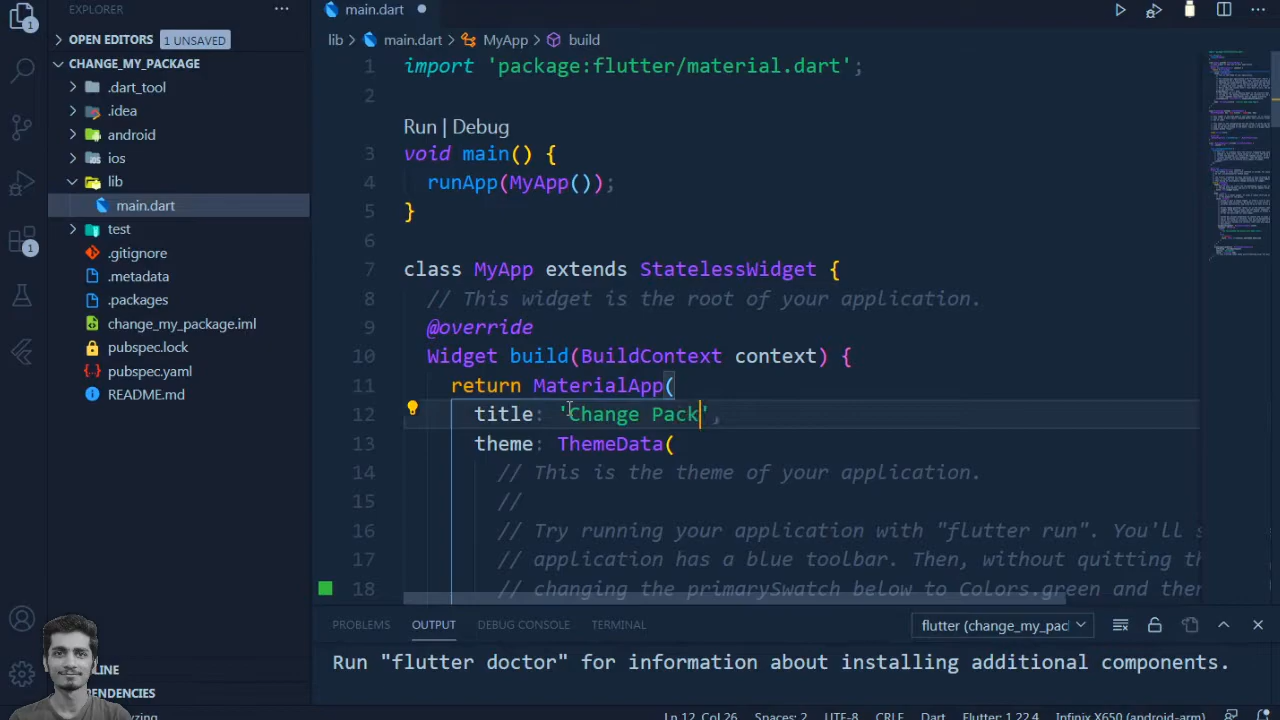 EXPLORER
OPEN EDITORS 1 UNSAVED
CHANGE_MY_PACKAGE
.dart_tool
.idea
android
ios
lib
main.dart
test
.gitignore
.metadata
.packages
change_my_package.iml
pubspec.lock
pubspec.yaml
README.md
LINE
PENDENCIES
1
1
main.dart
lib main.dart MyApp build
1 import 'package:flutter/material.dart';
2
Run | Debug
3 void main() {
4 runApp(MyApp());
5 }
6
7 class MyApp extends StatelessWidget {
8 // This widget is the root of your application.
9 @override
10 Widget build(BuildContext context) {
11 return MaterialApp(
12 title: 'Change Pack',
13 theme: ThemeData(
14 // This is the theme of your application.
15 //
16 // Try running your application with "flutter run". You'll s
17 // application has a blue toolbar. Then, without quitting th
18 // changing the primarySwatch below to Colors.green and then
PROBLEMS OUTPUT DEBUG CONSOLE TERMINAL flutter (change_my_pac
Run "flutter doctor" for information about installing additional components.
Ln 12, Col 26 Spaces: 2 UTF-8 CRLF Dart Flutter: 1.22.4 Infinix X650 (android-arm)